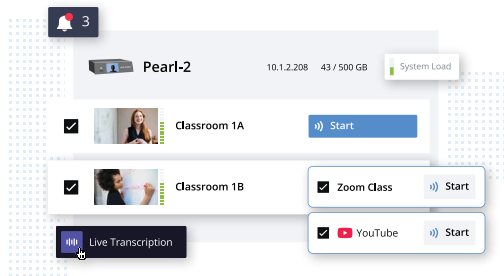 3
Pearl-2 10.1.2.208 43 / 500 GB System Load
Classroom 1A Start
Classroom 1B
Zoom Class Start
YouTube Start
Live Transcription